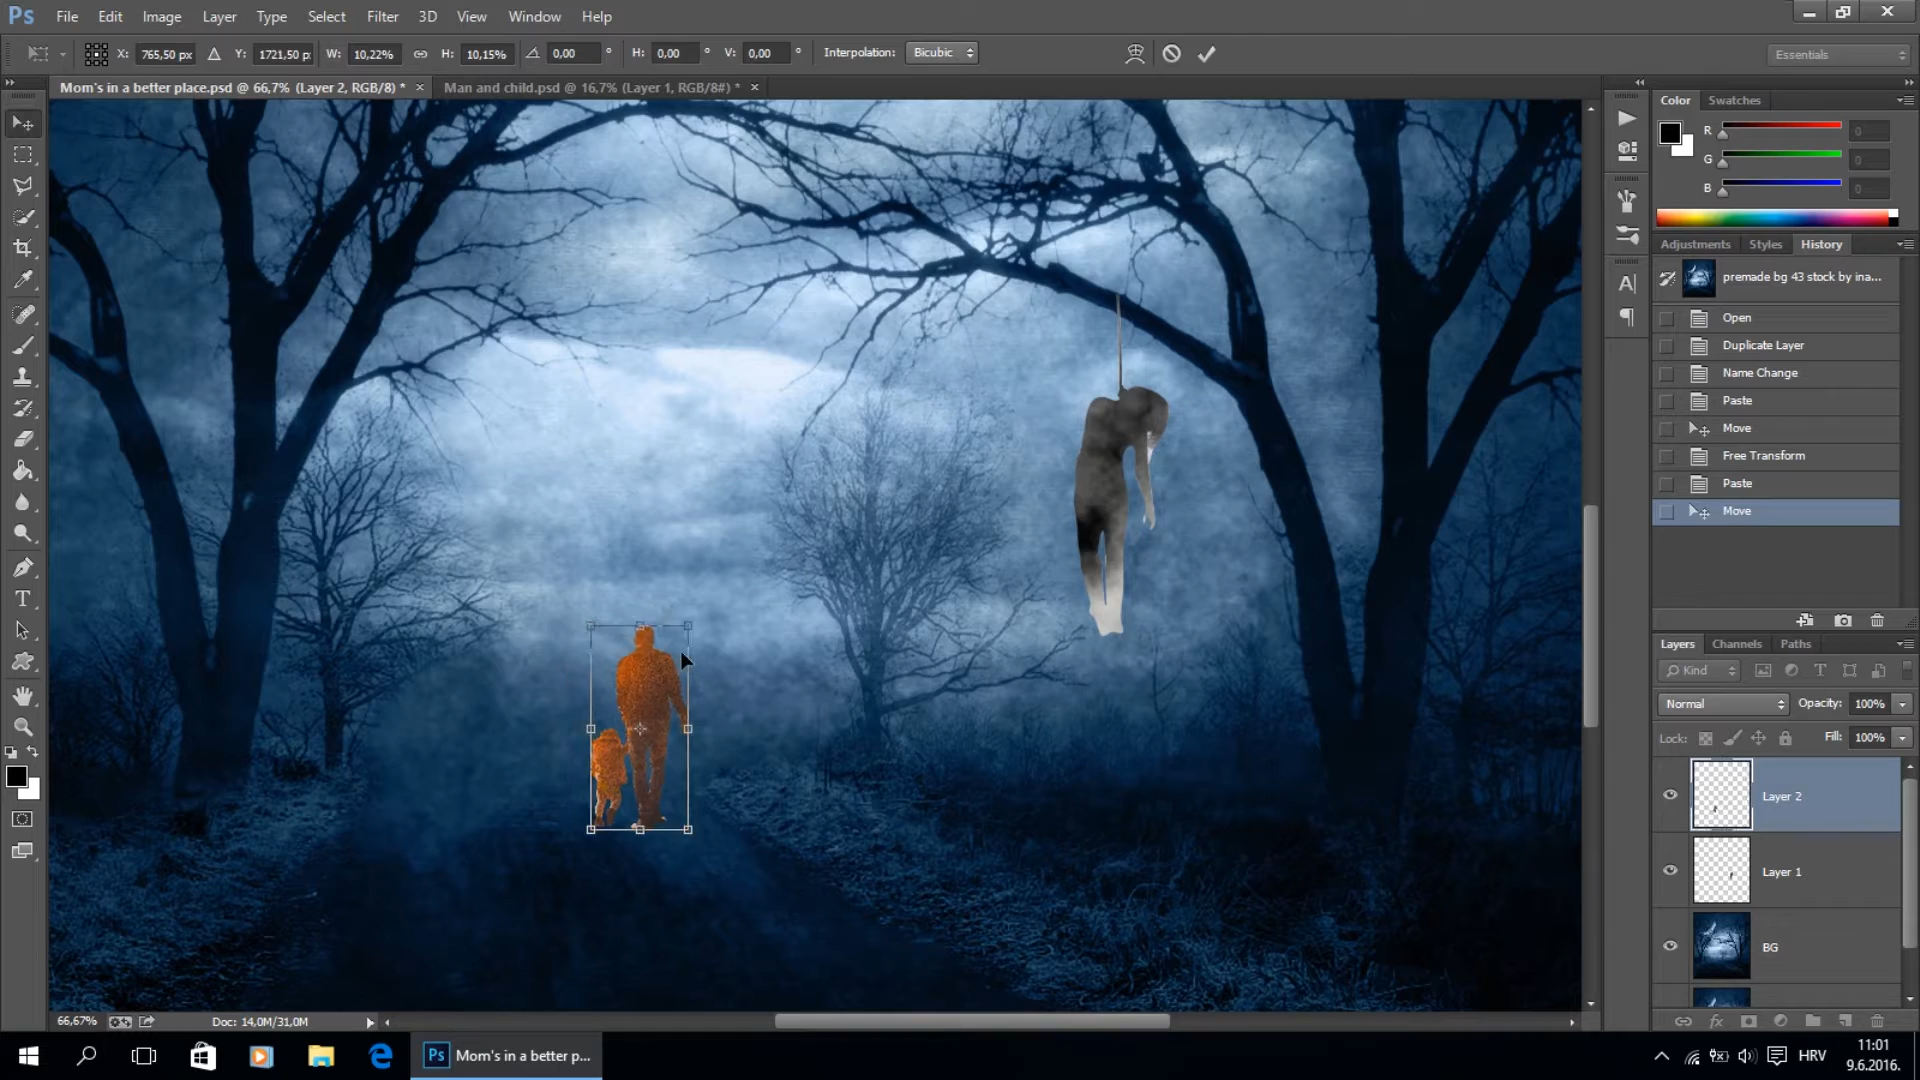 Ps File Edit Image Layer Type Select Filter 3D View Window Help
X: 765,50 px Y: 1721,50 p W: 10,22% H: 10,15% 0,00 ° H: 0,00 ° V: 0,00 ° Interpolation: Bicubic Essentials
Mom's in a better place.psd @ 66,7% (Layer 2, RGB/8) * × Man and child.psd @ 16,7% (Layer 1, RGB/8#) * ×
Color Swatches
R 0
G 0
B 0
Adjustments Styles History
premade bg 43 stock by ina...
Open
Duplicate Layer
Name Change
Paste
Move
Free Transform
Paste
Move
Layers Channels Paths
Kind
Normal Opacity: 100%
Lock: Fill: 100%
Layer 2
Layer 1
BG
66,67% Doc: 14,0M/31,0M
Ps Mom's in a better p...
HRV
11:01
9.6.2016.